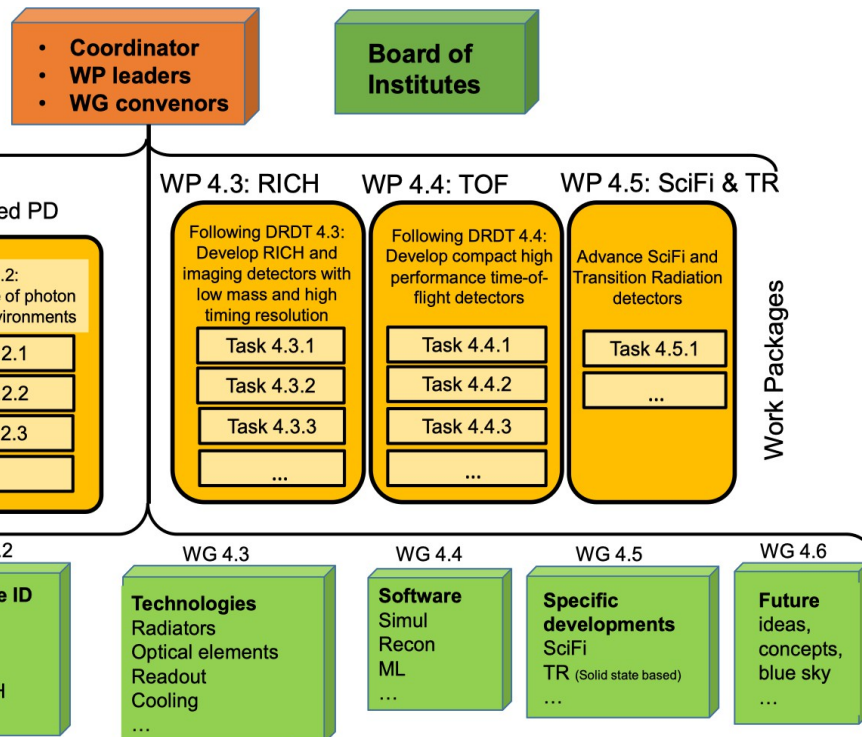 • Coordinator
• WP leaders
• WG convenors
Board of
Institutes
ed PD
.2:
e of photon
vironments
2.1
.2.2
2.3
WP 4.3: RICH
Following DRDT 4.3:
Develop RICH and
imaging detectors with
low mass and high
timing resolution
Task 4.3.1
Task 4.3.2
Task 4.3.3
...
WP 4.4: TOF
Following DRDT 4.4:
Develop compact high
performance time-of-
flight detectors
Task 4.4.1
Task 4.4.2
Task 4.4.3
...
WP 4.5: SciFi & TR
Advance SciFi and
Transition Radiation
detectors
Task 4.5.1
...
Work Packages
.2
e ID
H
WG 4.3
Technologies
Radiators
Optical elements
Readout
Cooling
...
WG 4.4
Software
Simul
Recon
ML
...
WG 4.5
Specific
developments
SciFi
TR (Solid state based)
...
WG 4.6
Future
ideas,
concepts,
blue sky
...